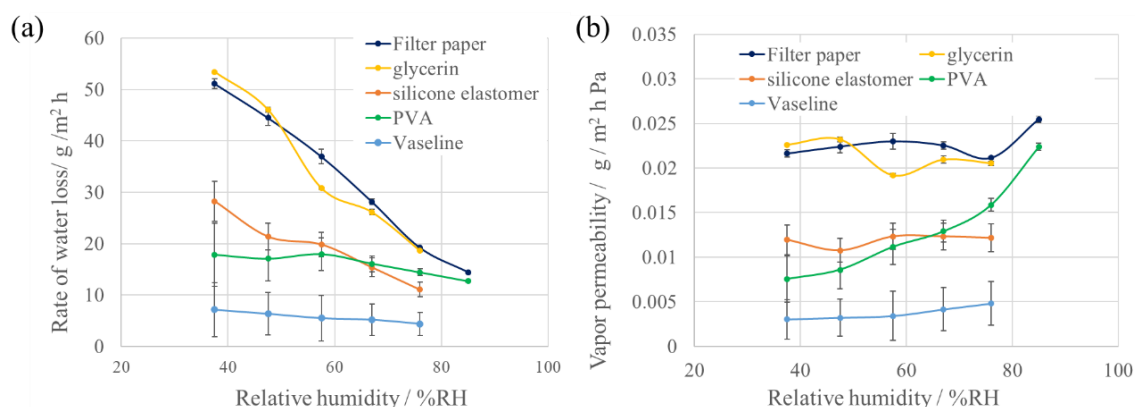 (a)
60
50
40
30
20
10
0
Rate of water loss/ g /m² h
Filter paper
glycerin
silicone elastomer
PVA
Vaseline
20 40 60 80 100
Relative humidity / %RH
(b)
0.035
0.03
0.025
0.02
0.015
0.01
0.005
0
Vapor permeability / g / m² h Pa
Filter paper glycerin
silicone elastomer PVA
Vaseline
20 40 60 80 100
Relative humidity / %RH